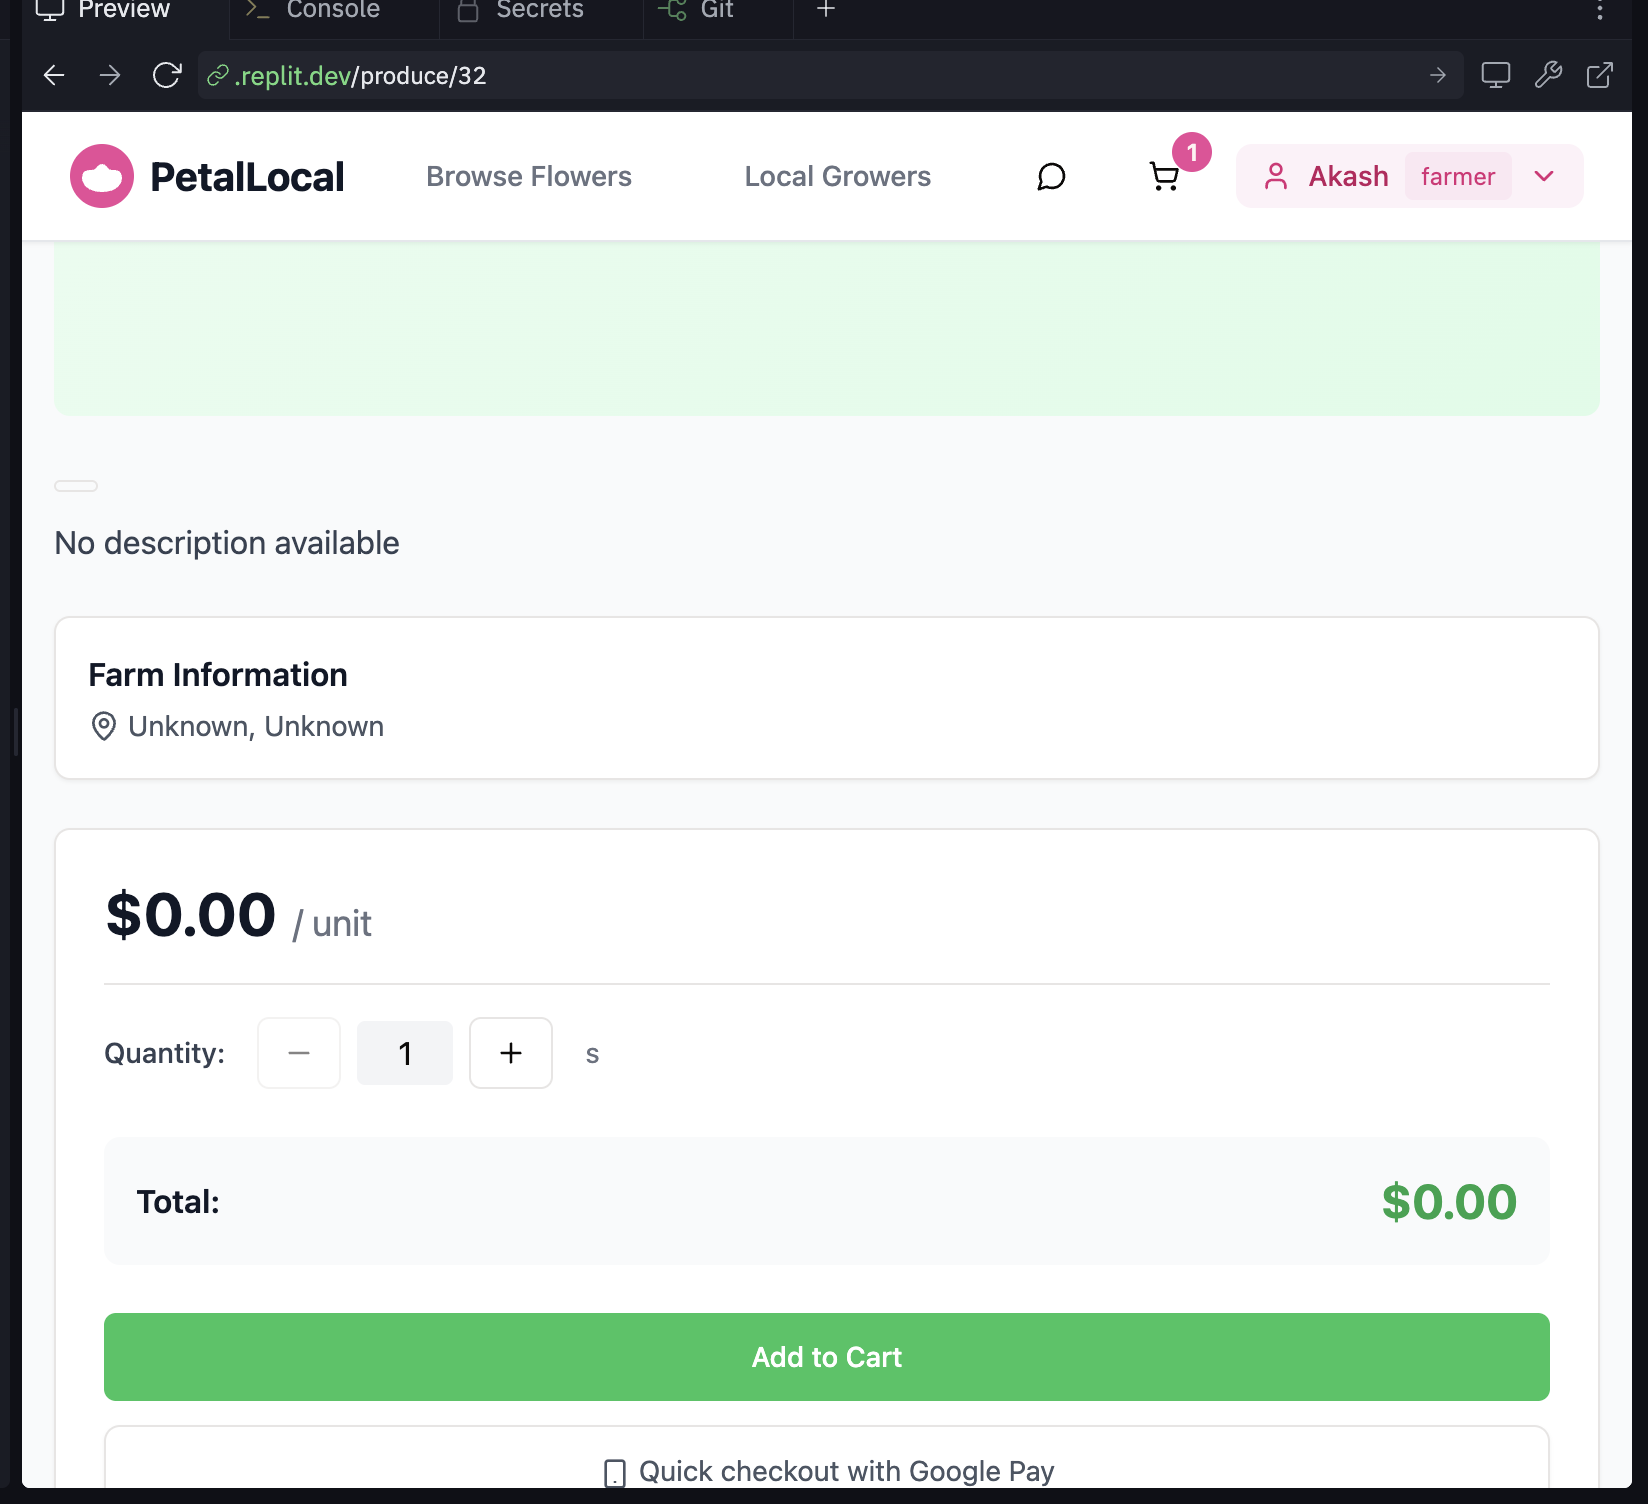 Preview
Console
Secrets
Git
.replit.dev/produce/32
PetalLocal
Browse Flowers
Local Growers
1
Akash
farmer
No description available
Farm Information
Unknown, Unknown
$0.00 / unit
Quantity:
1
s
Total:
$0.00
Add to Cart
Quick checkout with Google Pay